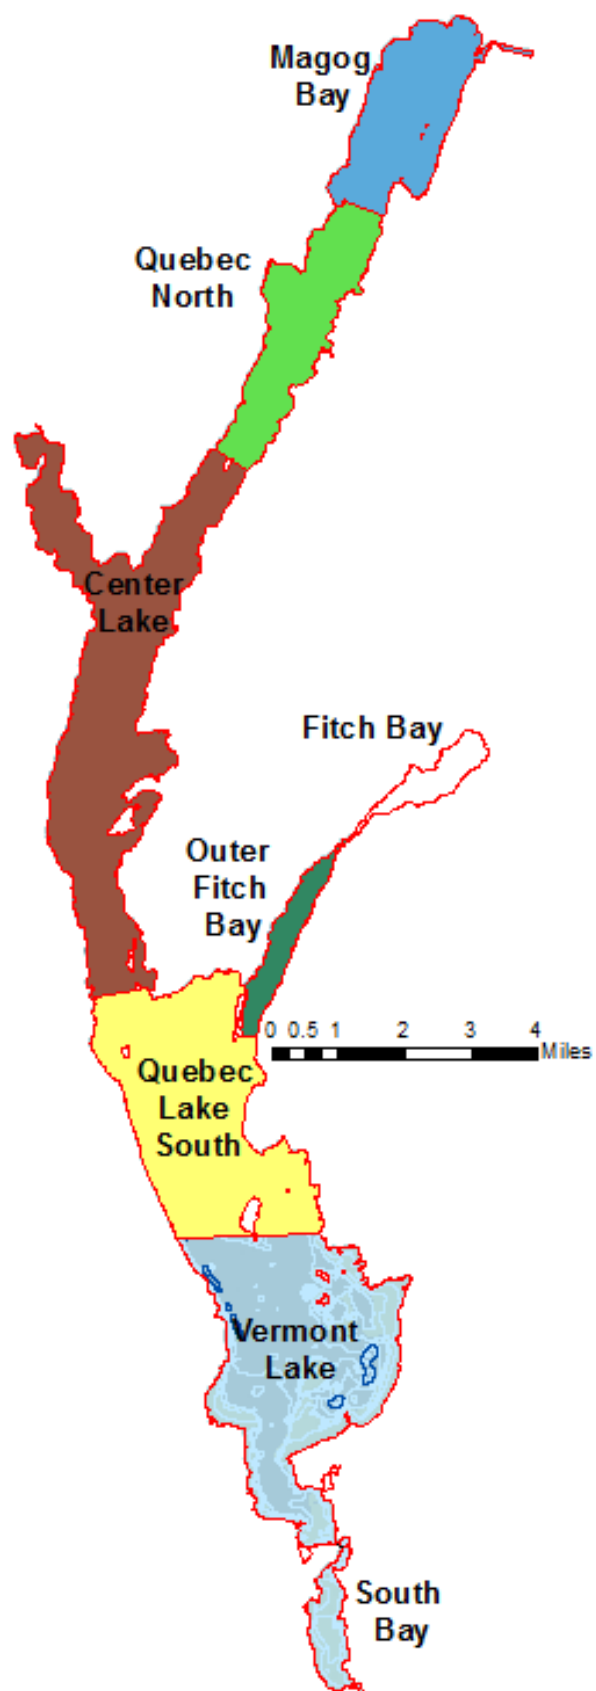 Magog
Bay
Quebec
North
Center
Lake
Fitch Bay
Outer
Fitch
Bay
0 0.5 1 2 3 4
Miles
Quebec
Lake
South
Vermont
Lake
South
Bay